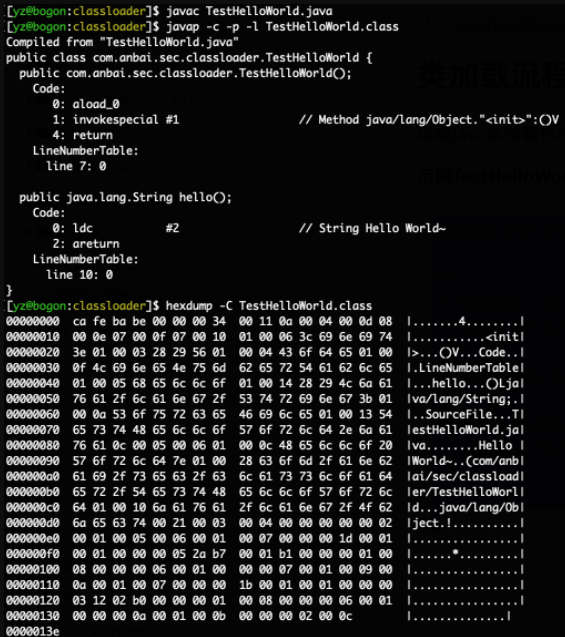 [yz@bogon:classloader]$ javac TestHelloWorld.java
[yz@bogon:classloader]$ javap -c -p -l TestHelloWorld.class
Compiled from "TestHelloWorld.java"
public class com.anbai.sec.classloader.TestHelloWorld {
  public com.anbai.sec.classloader.TestHelloWorld();
    Code:
       0: aload_0
       1: invokespecial #1                  // Method java/lang/Object."<init>":()V
       4: return
    LineNumberTable:
      line 7: 0
类加载流程
示例TestHelloWo
  public java.lang.String hello();
    Code:
       0: ldc           #2                  // String Hello World~
       2: areturn
    LineNumberTable:
      line 10: 0
}
[yz@bogon:classloader]$ hexdump -C TestHelloWorld.class
00000000  ca fe ba be 00 00 00 34  00 11 0a 00 04 00 0d 08  |.......4........|
00000010  00 0e 07 00 0f 07 00 10  01 00 06 3c 69 6e 69 74  |...........<init|
00000020  3e 01 00 03 28 29 56 01  00 04 43 6f 64 65 01 00  |>...()V...Code..|
00000030  0f 4c 69 6e 65 4e 75 6d  62 65 72 54 61 62 6c 65  |.LineNumberTable|
00000040  01 00 05 68 65 6c 6c 6f  01 00 14 28 29 4c 6a 61  |...hello...()Lja|
00000050  76 61 2f 6c 61 6e 67 2f  53 74 72 69 6e 67 3b 01  |va/lang/String;.|
00000060  00 0a 53 6f 75 72 63 65  46 69 6c 65 01 00 13 54  |..SourceFile...T|
00000070  65 73 74 48 65 6c 6c 6f  57 6f 72 6c 64 2e 6a 61  |estHelloWorld.ja|
00000080  76 61 0c 00 05 00 06 01  00 0c 48 65 6c 6c 6f 20  |va........Hello |
00000090  57 6f 72 6c 64 7e 01 00  28 63 6f 6d 2f 61 6e 62  |World~..(com/anb|
000000a0  61 69 2f 73 65 63 2f 63  6c 61 73 73 6c 6f 61 64  |ai/sec/classload|
000000b0  65 72 2f 54 65 73 74 48  65 6c 6c 6f 57 6f 72 6c  |er/TestHelloWorl|
000000c0  64 01 00 10 6a 61 76 61  2f 6c 61 6e 67 2f 4f 62  |d...java/lang/Ob|
000000d0  6a 65 63 74 00 21 00 03  00 04 00 00 00 00 00 02  |ject.!..........|
000000e0  00 01 00 05 00 06 00 01  00 07 00 00 00 1d 00 01  |................|
000000f0  00 01 00 00 00 05 2a b7  00 01 b1 00 00 00 01 00  |......*.........|
00000100  08 00 00 00 06 00 01 00  00 00 07 00 01 00 09 00  |................|
00000110  0a 00 01 00 07 00 00 00  1b 00 01 00 01 00 00 00  |................|
00000120  03 12 02 b0 00 00 00 01  00 08 00 00 00 06 00 01  |................|
00000130  00 00 00 0a 00 01 00 0b  00 00 00 02 00 0c        |..............|
0000013e